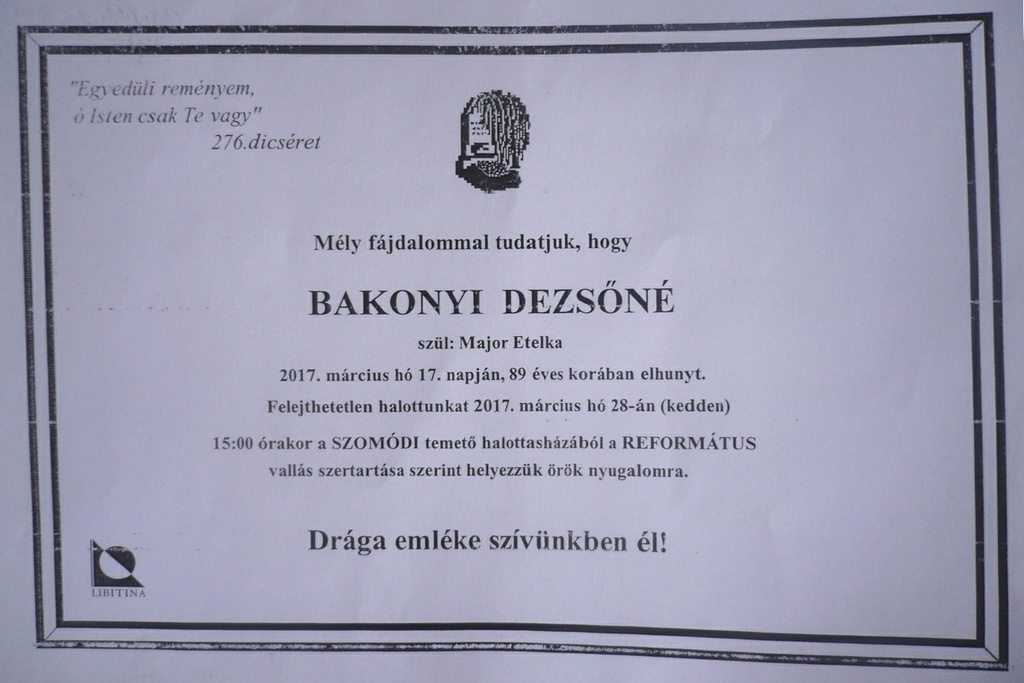 "Egyedüli reményem,
ó Isten csak Te vagy"
276.dicséret
Mély fájdalommal tudatjuk, hogy
BAKONYI DEZSŐNÉ
szül: Major Etelka
2017. március hó 17. napján, 89 éves korában elhunyt.
Felejthetetlen halottunkat 2017. március hó 28-án (kedden)
15:00 órakor a SZOMÓDI temető halottasházából a REFORMÁTUS
vallás szertartása szerint helyezzük örök nyugalomra.
Drága emléke szívünkben él!
LIBITINA